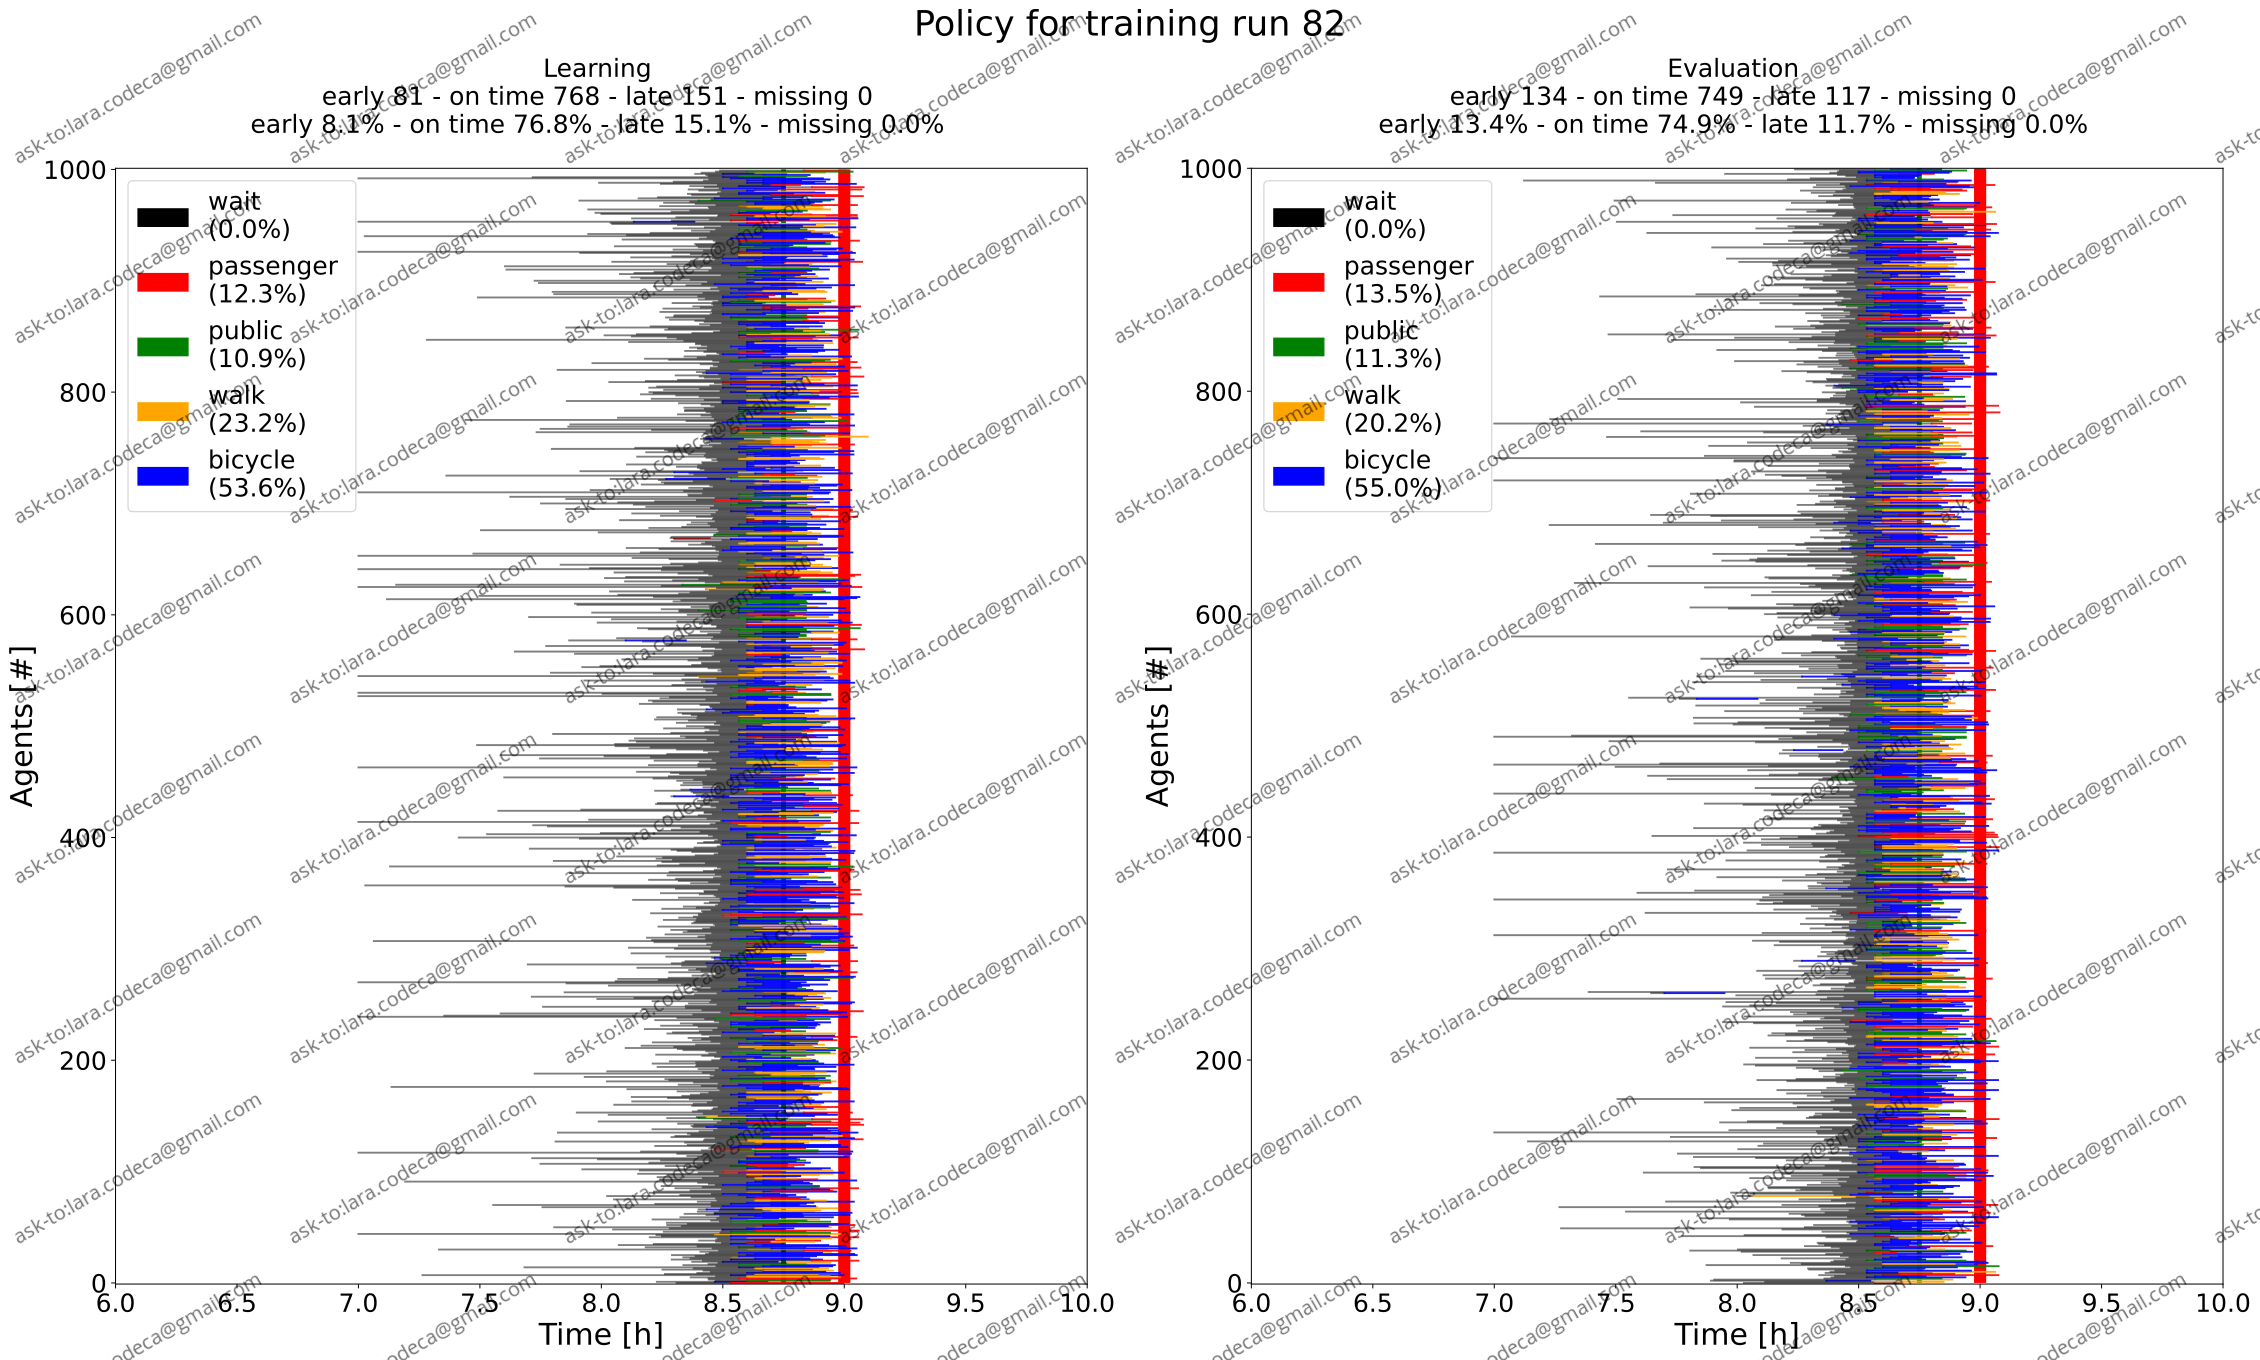 Policy for training run 82
Learning
early 81 - on time 768 - late 151 - missing 0
early 8.1% - on time 76.8% - late 15.1% - missing 0.0%
1000
800
600
400
200
0
Agents [#]
wait
(0.0%)
passenger
(12.3%)
public
(10.9%)
walk
(23.2%)
bicycle
(53.6%)
6.0 6.5 7.0 7.5 8.0 8.5 9.0 9.5 10.0
Time [h]
Evaluation
early 134 - on time 749 - late 117 - missing 0
early 13.4% - on time 74.9% - late 11.7% - missing 0.0%
1000
800
600
400
200
0
Agents [#]
wait
(0.0%)
passenger
(13.5%)
public
(11.3%)
walk
(20.2%)
bicycle
(55.0%)
6.0 6.5 7.0 7.5 8.0 8.5 9.0 9.5 10.0
Time [h]
ask-to:lara.codeca@gmail.com